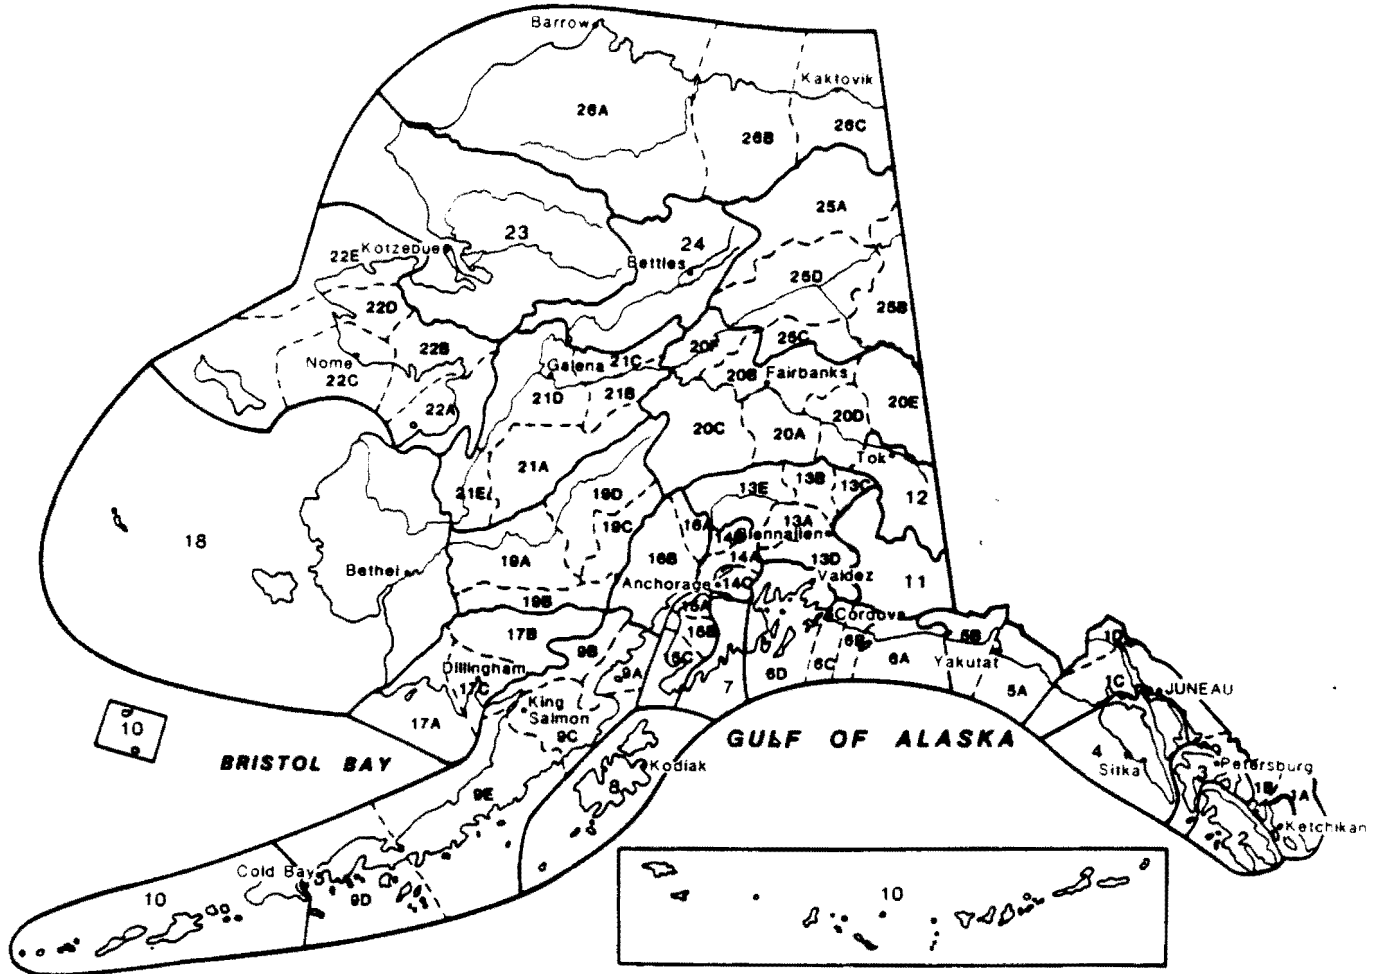 Barrow
Kaktovik
26A
26B
26C
25A
23
24
Kotzebue
22E
Bettles
25D
22D
25B
25C
22B
20F
Nome
22C
Galena
21C
20B
Fairbanks
21D
21B
22A
20D
20E
20C
20A
Tok
21A
13B
13C
13E
12
21E
19D
16A
13A
19C
14B
Glennallen
18
16B
14A
13D
19A
Bethel
Anchorage
14C
Valdez
11
19B
15A
Cordova
17B
15B
6B
5B
1D
9B
15C
6D
6C
6A
Yakutat
Dillingham
9A
17C
7
5A
1C
JUNEAU
King
Salmon
17A
9C
10
BRISTOL BAY
GULF OF ALASKA
4
Sitka
Kodiak
3
Petersburg
8
9E
1B
1A
2
Ketchikan
Cold Bay
9D
10
10